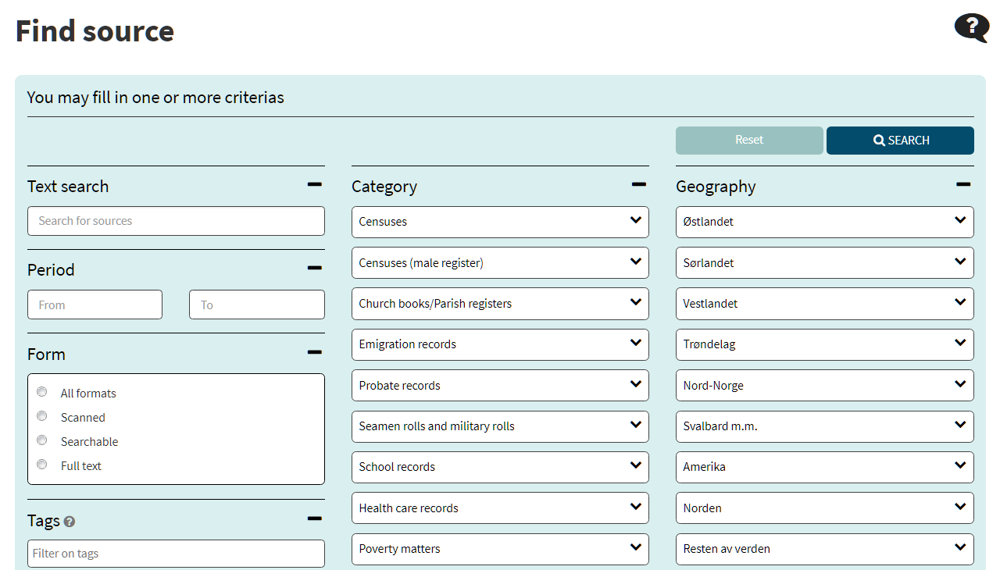 Find source
?
You may fill in one or more criterias
Reset
SEARCH
Text search
Search for sources
Period
From
To
Form
All formats
Scanned
Searchable
Full text
Tags ?
Filter on tags
Category
Censuses
Censuses (male register)
Church books/Parish registers
Emigration records
Probate records
Seamen rolls and military rolls
School records
Health care records
Poverty matters
Geography
Østlandet
Sørlandet
Vestlandet
Trøndelag
Nord-Norge
Svalbard m.m.
Amerika
Norden
Resten av verden